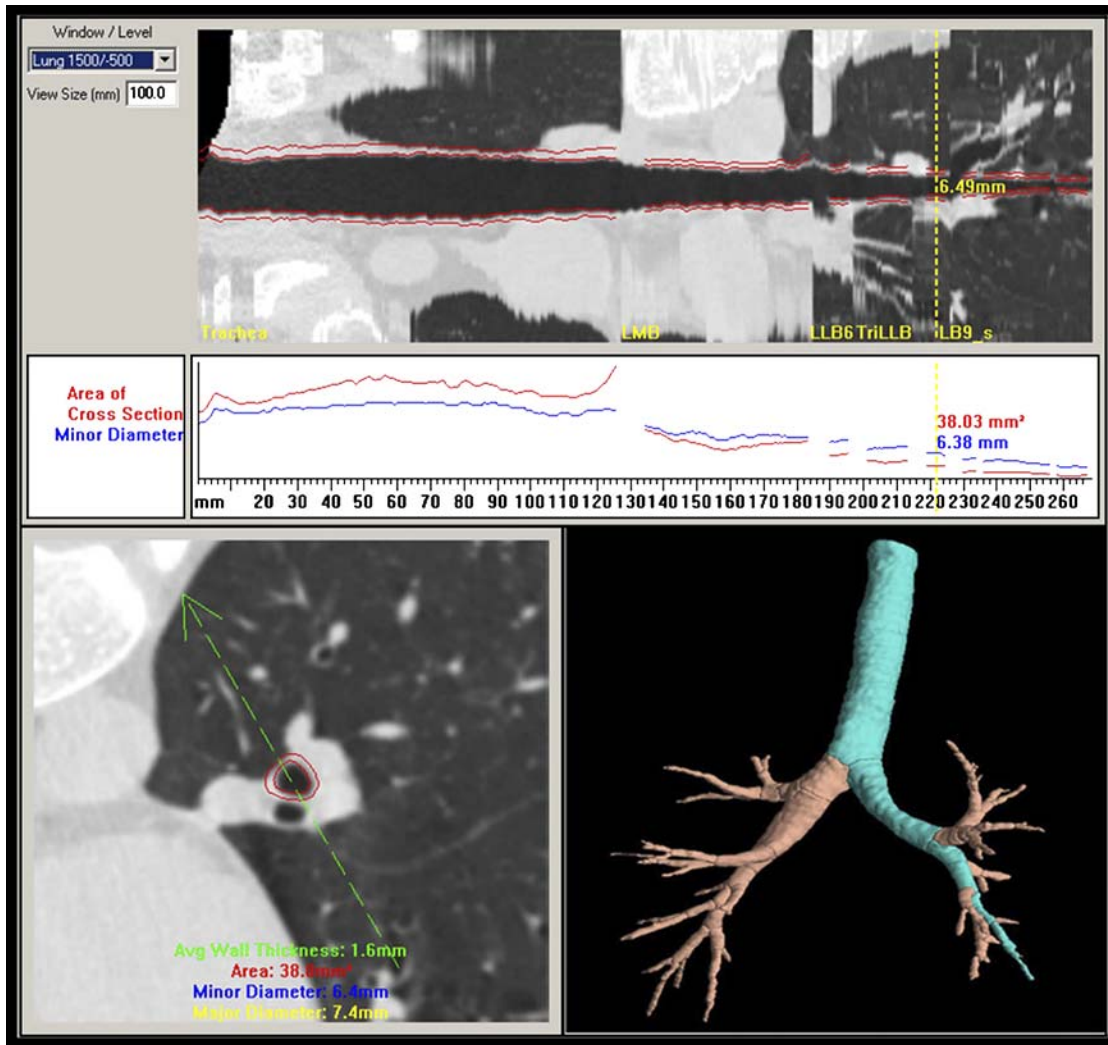 Window / Level
Lung 1500/-500
View Size (mm) 100.0
6.49mm
Trachea LMB LLB6 TriLLB LB9_s
Area of
Cross Section
Minor Diameter
38.03 mm²
6.38 mm
mm 20 30 40 50 60 70 80 90 100 110 120 130 140 150 160 170 180 190 200 210 220 230 240 250 260
Avg Wall Thickness: 1.6mm
Area: 38.0mm²
Minor Diameter: 6.4mm
Major Diameter: 7.4mm